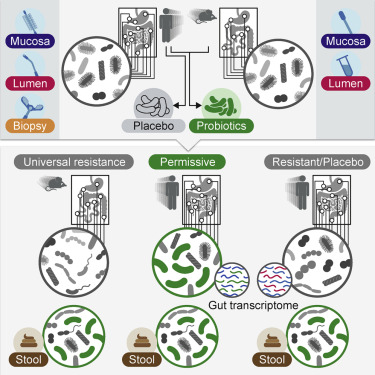 Mucosa
Lumen
Biopsy
Placebo
Probiotics
Mucosa
Lumen
Universal resistance
Permissive
Resistant/Placebo
Gut transcriptome
Stool
Stool
Stool